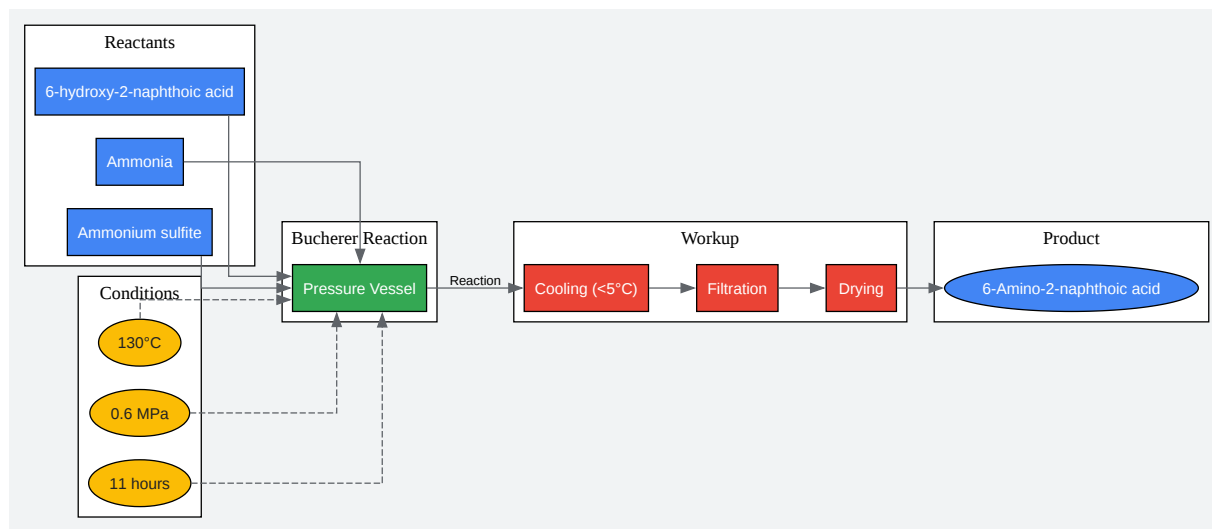 Reactants
6-hydroxy-2-naphthoic acid
Ammonia
Ammonium sulfite
Conditions
130°C
0.6 MPa
11 hours
Bucherer Reaction
Pressure Vessel
Reaction
Workup
Cooling (<5°C)
Filtration
Drying
Product
6-Amino-2-naphthoic acid